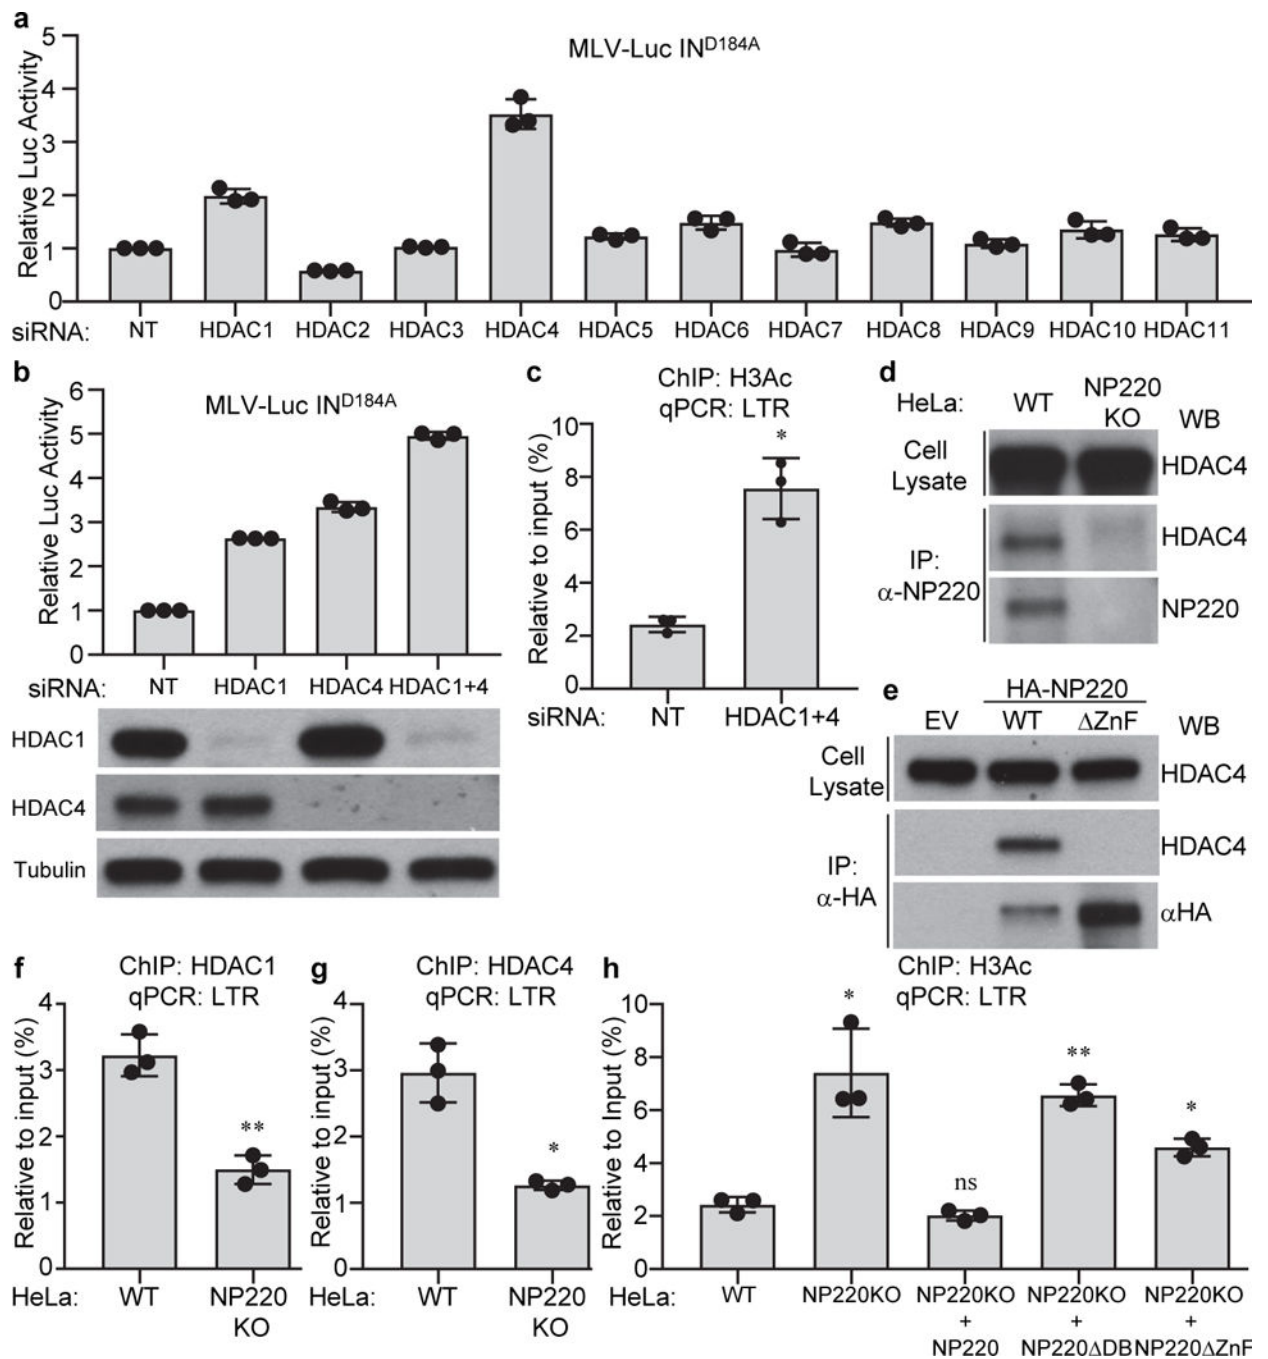 a
MLV-Luc IN^D184A
Relative Luc Activity
5
4
3
2
1
0
siRNA: NT HDAC1 HDAC2 HDAC3 HDAC4 HDAC5 HDAC6 HDAC7 HDAC8 HDAC9 HDAC10 HDAC11
b
MLV-Luc IN^D184A
Relative Luc Activity
6
5
4
3
2
1
0
siRNA: NT HDAC1 HDAC4 HDAC1+4
HDAC1
HDAC4
Tubulin
c
ChIP: H3Ac
qPCR: LTR
Relative to input (%)
10
8
6
4
2
0
*
siRNA: NT HDAC1+4
d
HeLa: WT NP220
KO
WB
Cell
Lysate
HDAC4
IP:
α-NP220
HDAC4
NP220
e
HA-NP220
EV WT ΔZnF WB
Cell
Lysate
HDAC4
IP:
α-HA
HDAC4
αHA
f
ChIP: HDAC1
qPCR: LTR
Relative to input (%)
4
3
2
1
0
**
HeLa: WT NP220
KO
g
ChIP: HDAC4
qPCR: LTR
Relative to input (%)
4
3
2
1
0
*
HeLa: WT NP220
KO
h
ChIP: H3Ac
qPCR: LTR
Relative to Input (%)
10
8
6
4
2
0
* ns ** *
HeLa: WT NP220KO NP220KO NP220KO NP220KO
+ + +
NP220 NP220ΔDB NP220ΔZnF